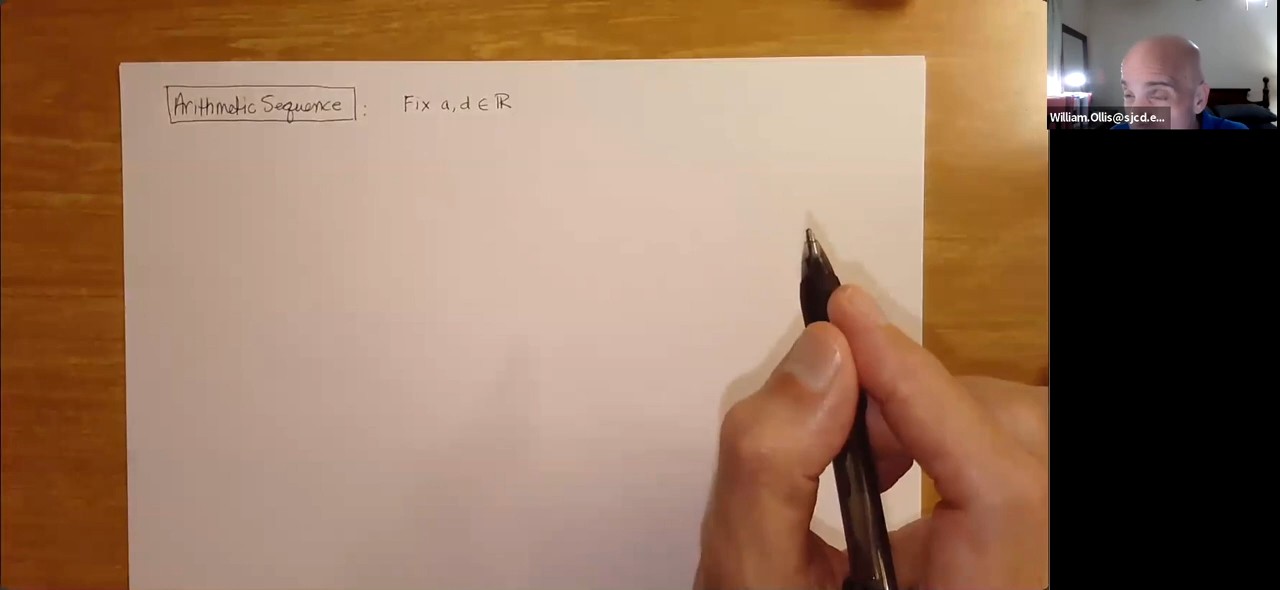 Arithmetic Sequence : Fix a, d ∈ ℝ
William.Ollis@sjcd.e...